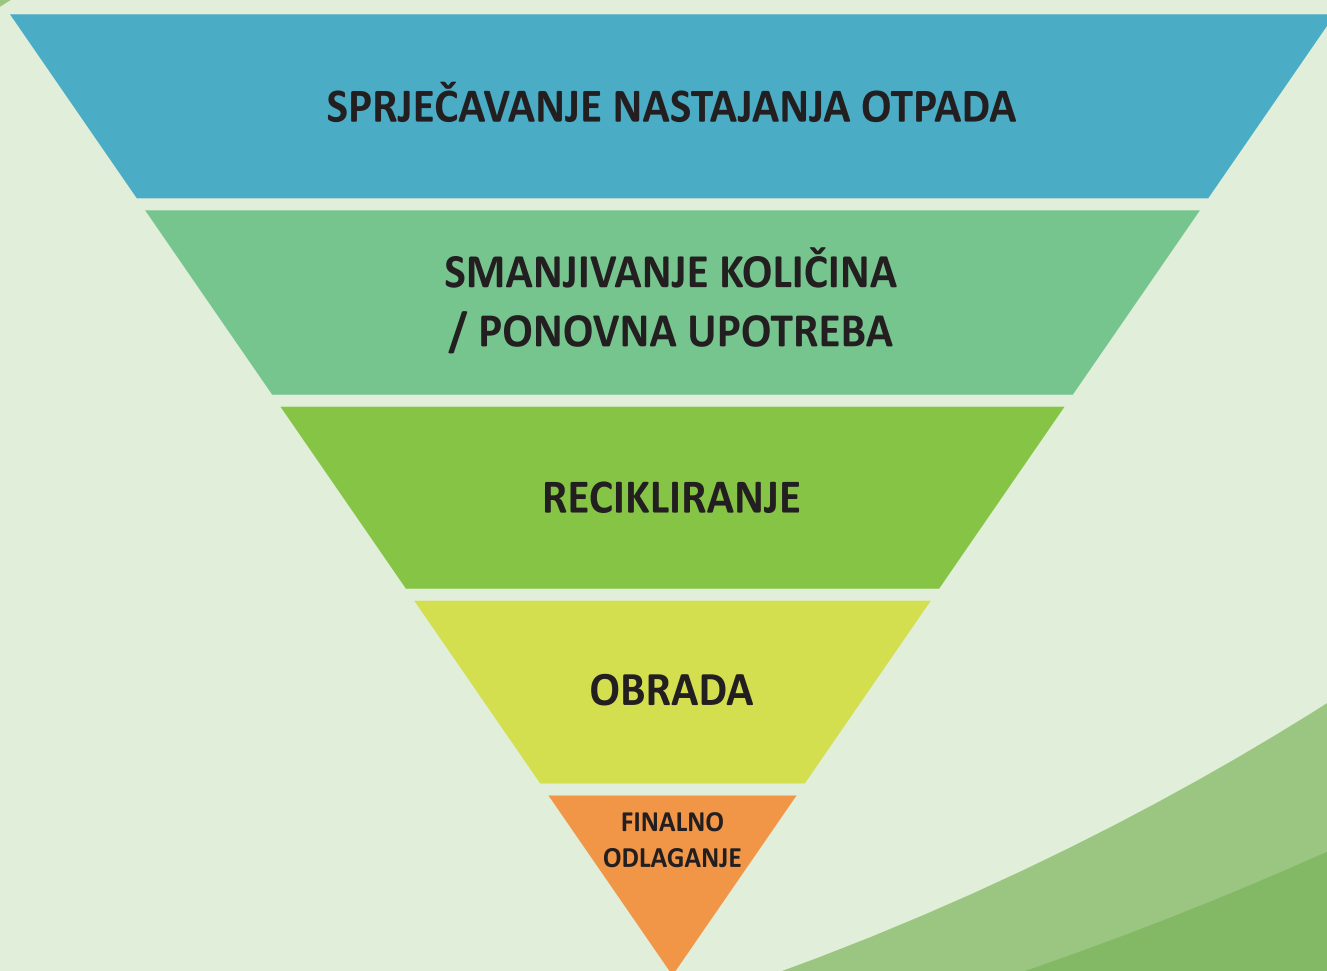 SPRJEČAVANJE NASTAJANJA OTPADA
SMANJIVANJE KOLIČINA
/ PONOVNA UPOTREBA
RECIKLIRANJE
OBRADA
FINALNO
ODLAGANJE